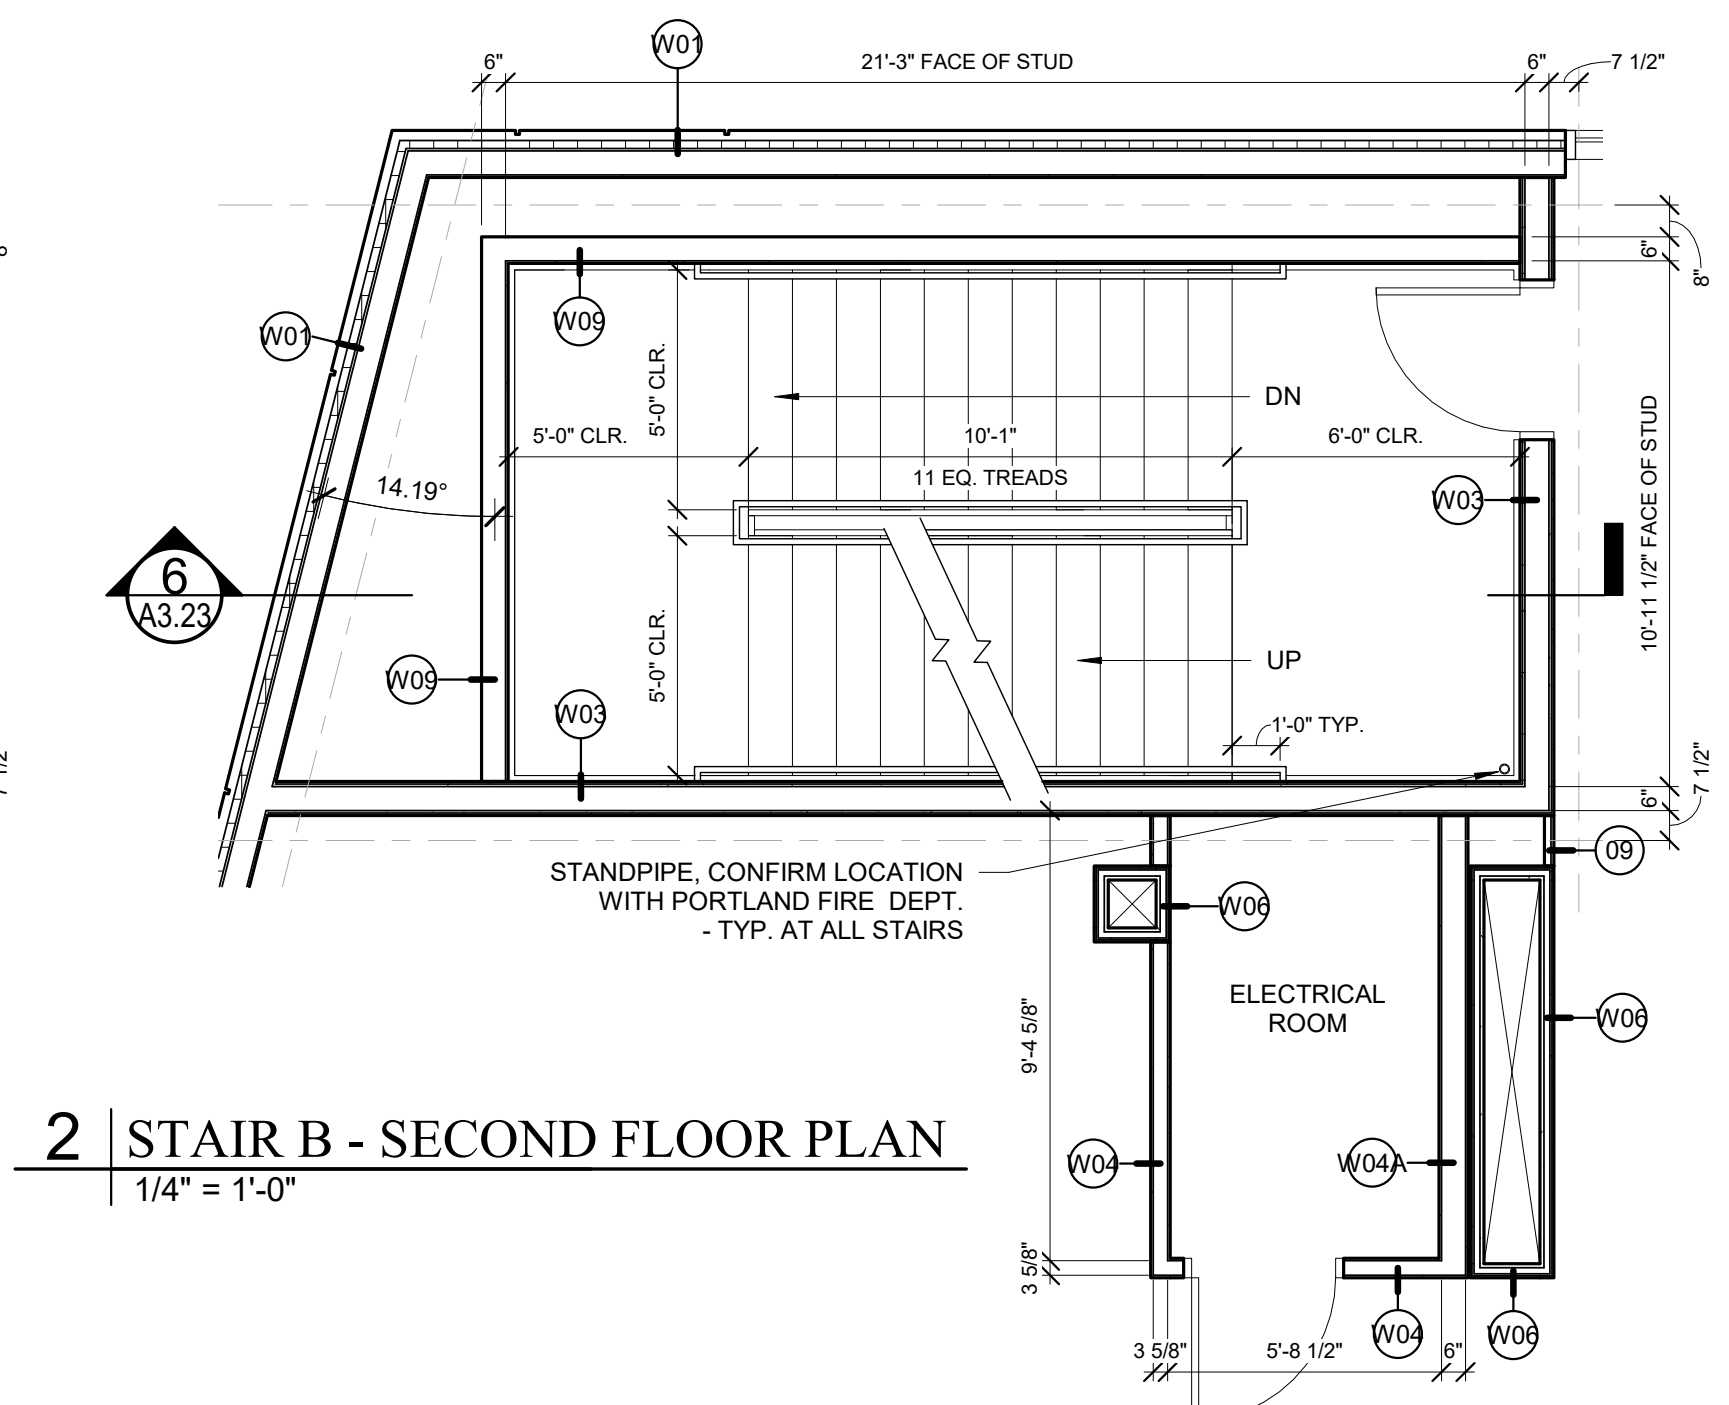 W01
6"
21'-3" FACE OF STUD
6"
7 1/2"
6"
8"
W01
W09
5'-0" CLR.
DN
5'-0" CLR.
10'-1"
6'-0" CLR.
11 EQ. TREADS
14.19°
W03
10'-11 1/2" FACE OF STUD
6
A3.23
5'-0" CLR.
UP
W09
W03
1'-0" TYP.
6"
7 1/2"
09
STANDPIPE, CONFIRM LOCATION
WITH PORTLAND FIRE DEPT.
- TYP. AT ALL STAIRS
W06
ELECTRICAL
ROOM
W06
9'-4 5/8"
2
STAIR B - SECOND FLOOR PLAN
1/4" = 1'-0"
W04
W04A
3 5/8"
W04
W06
3 5/8"
5'-8 1/2"
6"